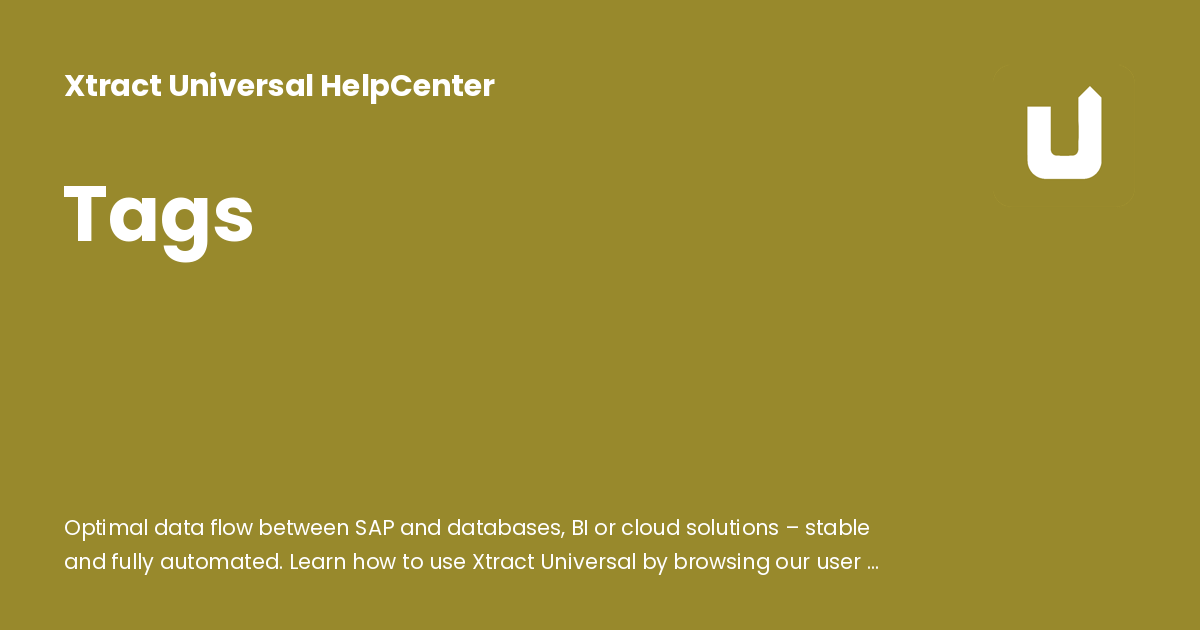 Xtract Universal HelpCenter
Tags
Optimal data flow between SAP and databases, BI or cloud solutions – stable
and fully automated. Learn how to use Xtract Universal by browsing our user ...